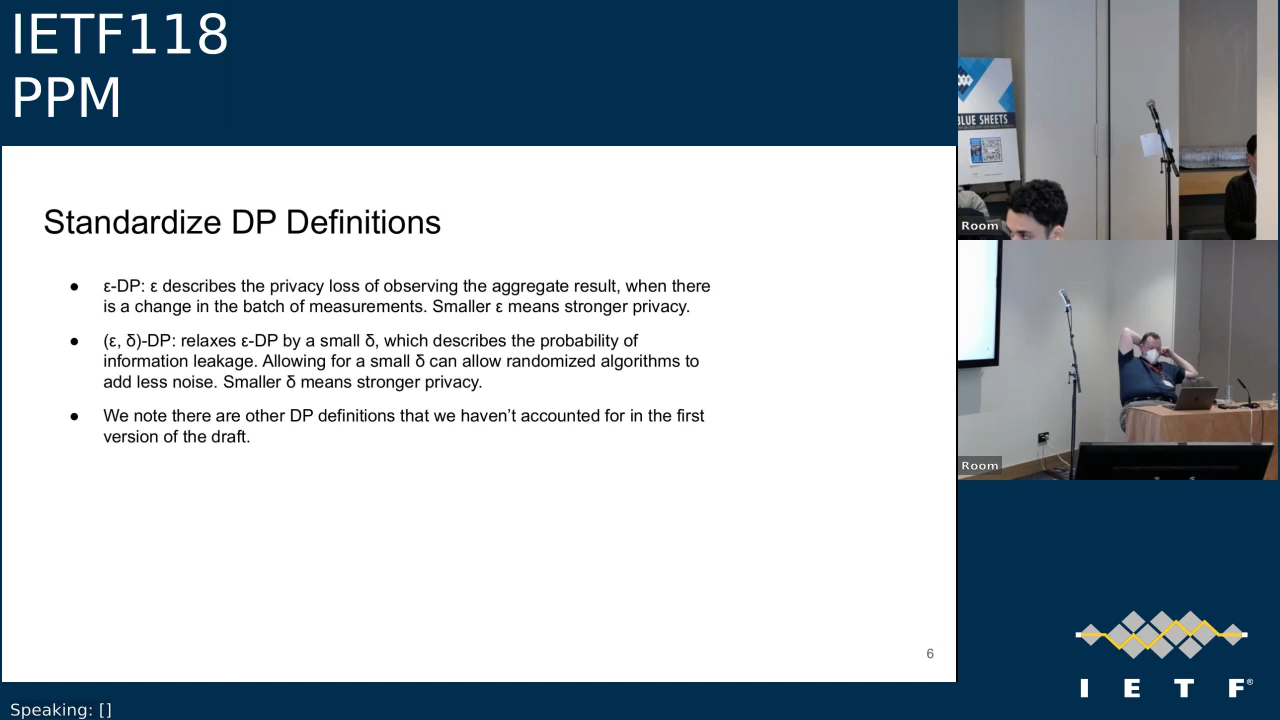 IETF118
PPM
Standardize DP Definitions
● ε-DP: ε describes the privacy loss of observing the aggregate result, when there
is a change in the batch of measurements. Smaller ε means stronger privacy.
● (ε, δ)-DP: relaxes ε-DP by a small δ, which describes the probability of
information leakage. Allowing for a small δ can allow randomized algorithms to
add less noise. Smaller δ means stronger privacy.
● We note there are other DP definitions that we haven’t accounted for in the first
version of the draft.
6
BLUE SHEETS
Room
Room
I E T F®
Speaking: []